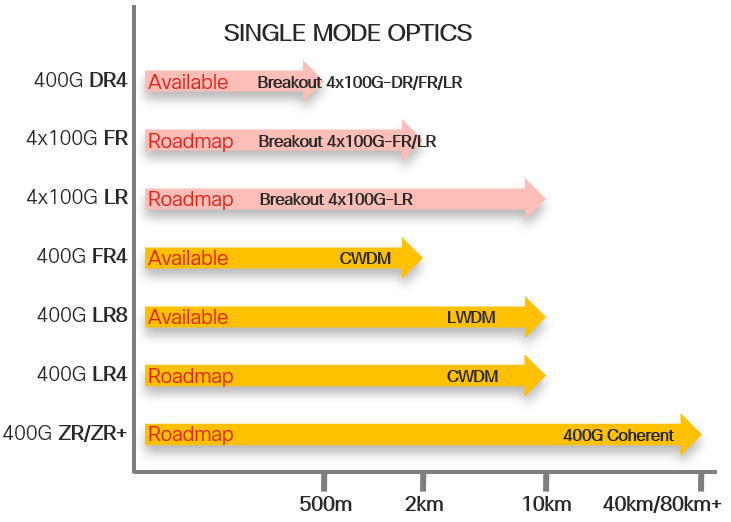 SINGLE MODE OPTICS
400G DR4 Available Breakout 4x100G-DR/FR/LR
4x100G FR Roadmap Breakout 4x100G-FR/LR
4x100G LR Roadmap Breakout 4x100G-LR
400G FR4 Available CWDM
400G LR8 Available LWDM
400G LR4 Roadmap CWDM
400G ZR/ZR+ Roadmap 400G Coherent
500m 2km 10km 40km/80km+